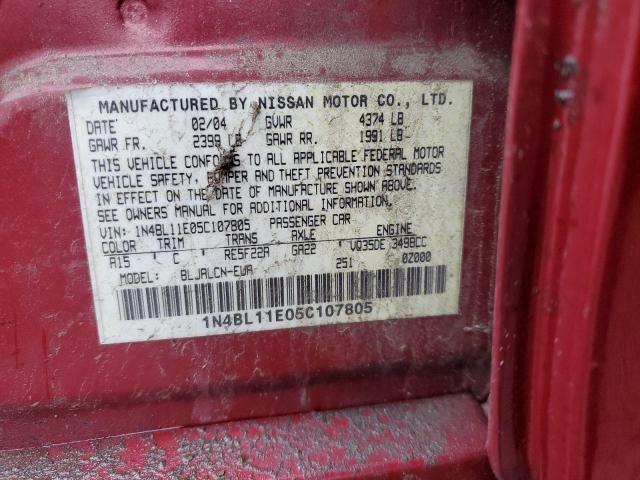 MANUFACTURED BY NISSAN MOTOR CO., LTD.
DATE 02/04 GVWR 4374 LB
GAWR FR. 2399 LB GAWR RR. 1991 LB
THIS VEHICLE CONFORMS TO ALL APPLICABLE FEDERAL MOTOR
VEHICLE SAFETY, BUMPER AND THEFT PREVENTION STANDARDS
IN EFFECT ON THE DATE OF MANUFACTURE SHOWN ABOVE.
SEE OWNERS MANUAL FOR ADDITIONAL INFORMATION.
VIN: 1N4BL11E05C107805 PASSENGER CAR
COLOR TRIM TRANS AXLE ENGINE
A15 C RE5F22A GA22 VQ35DE 3498CC
MODEL: BLJALCN-EUA 251 0Z000
1N4BL11E05C107805